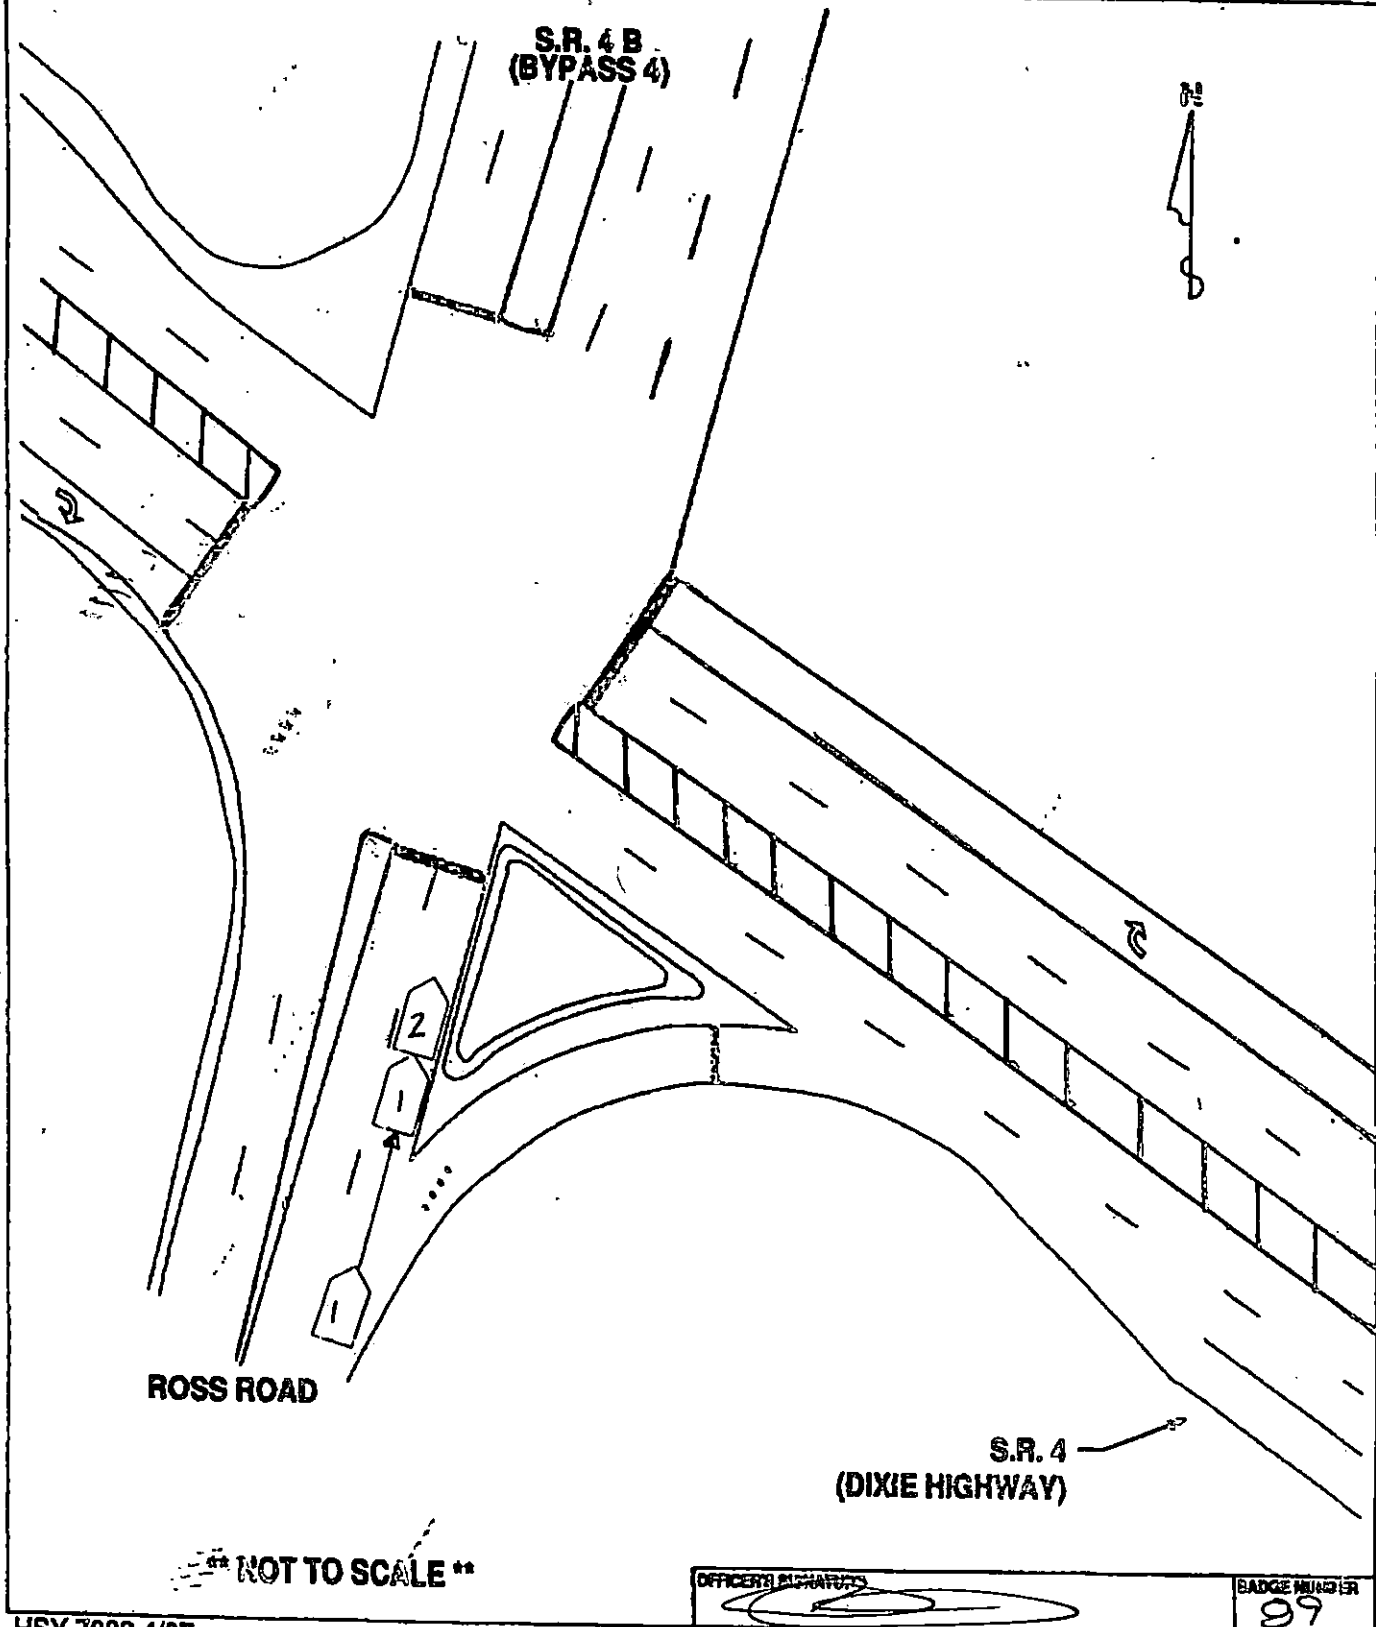 S.R. 4 B
(BYPASS 4)
N
2
1
1
ROSS ROAD
S.R. 4
(DIXIE HIGHWAY)
** NOT TO SCALE **
OFFICER'S SIGNATURE
BADGE NUMBER
99